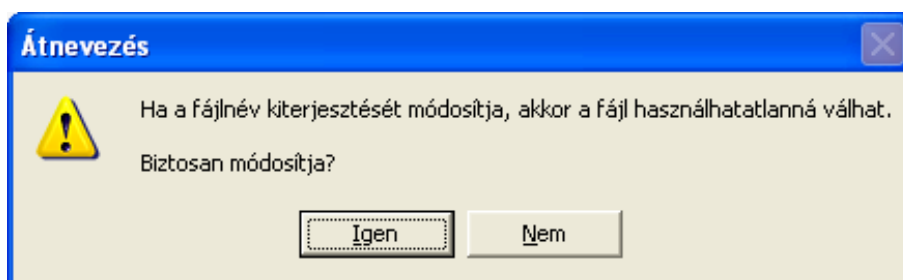 Átnevezés
Ha a fájlnév kiterjesztését módosítja, akkor a fájl használhatatlanná válhat.
Biztosan módosítja?
Igen
Nem